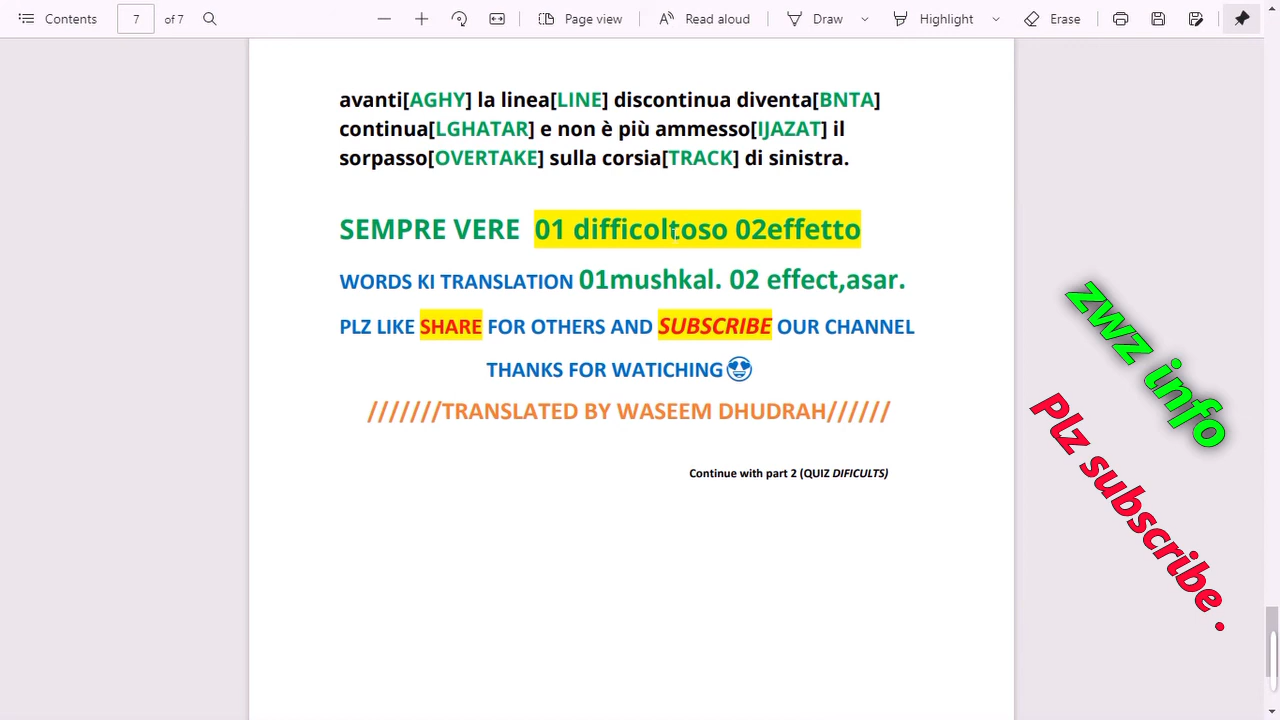 Contents
7 of 7
Page view
Read aloud
Draw
Highlight
Erase
avanti[AGHY] la linea[LINE] discontinua diventa[BNTA]
continua[LGHATAR] e non è più ammesso[IJAZAT] il
sorpasso[OVERTAKE] sulla corsia[TRACK] di sinistra.
SEMPRE VERE 01 difficoltoso 02effetto
WORDS KI TRANSLATION 01mushkal. 02 effect,asar.
PLZ LIKE SHARE FOR OTHERS AND SUBSCRIBE OUR CHANNEL
THANKS FOR WATICHING😍
///////TRANSLATED BY WASEEM DHUDRAH//////
Continue with part 2 (QUIZ DIFICULTS)
zwz info
Plz subscribe .